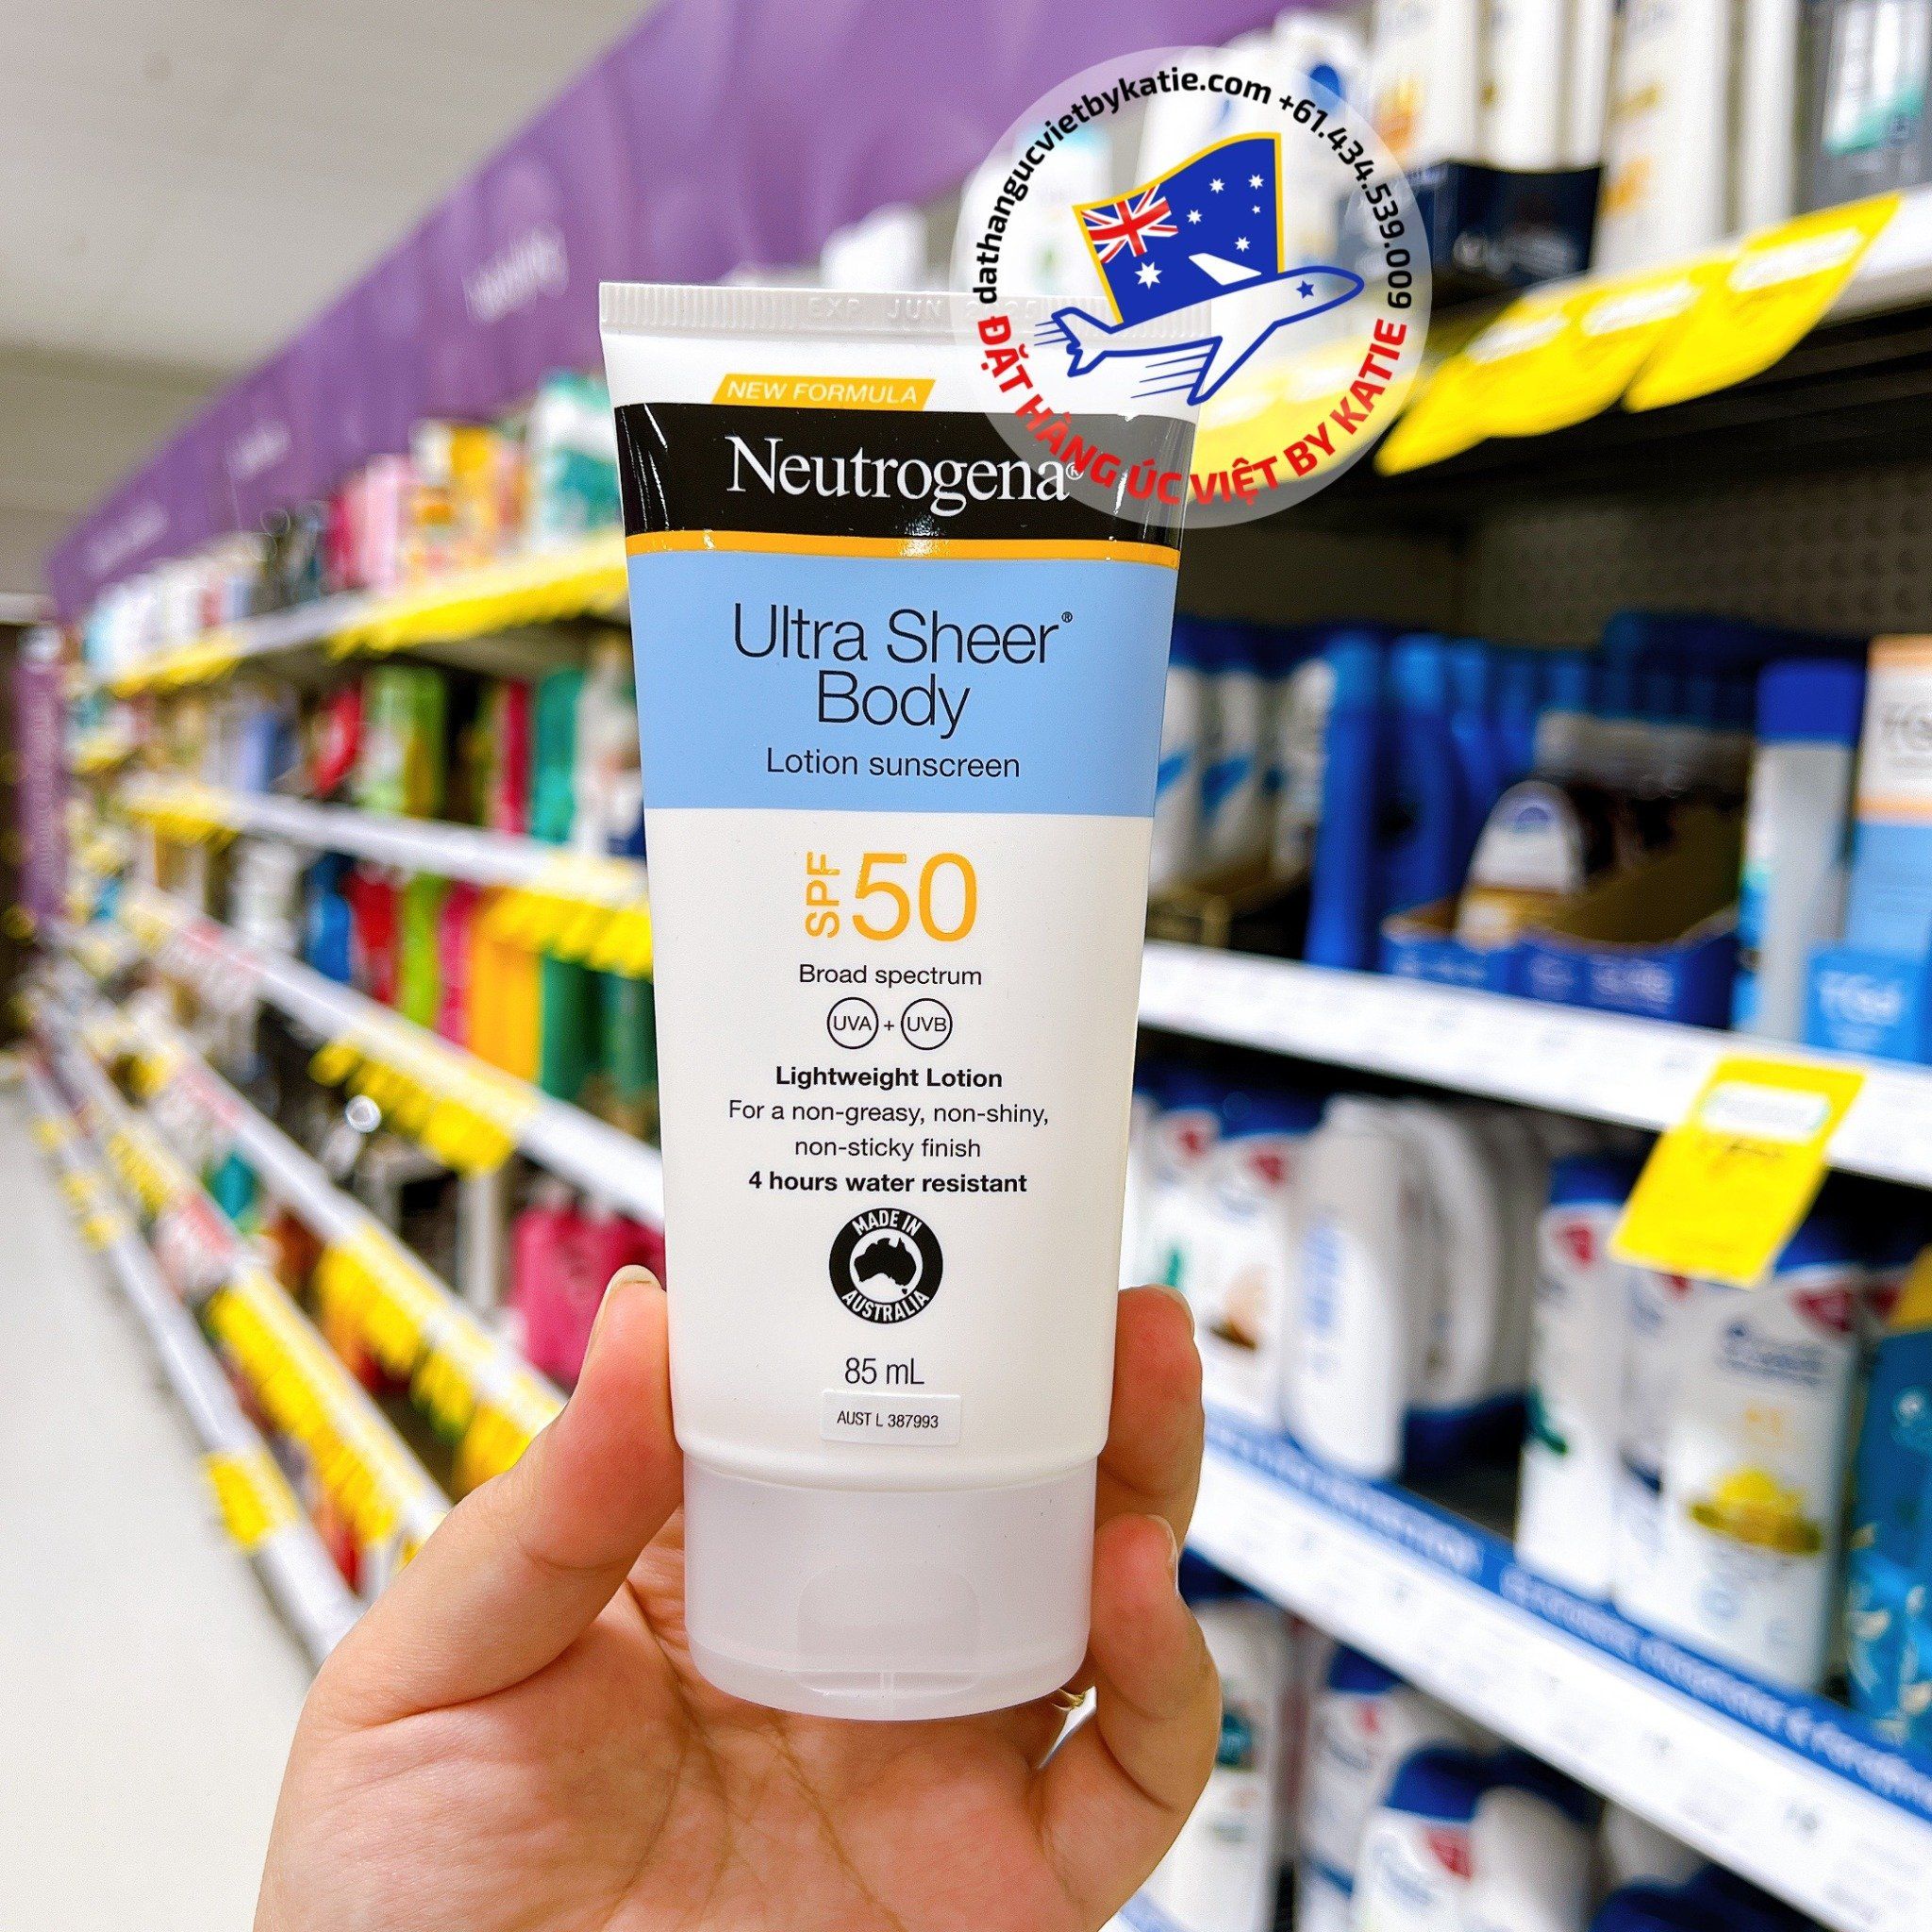 dathangucvietbykatie.com +61.434.539.009
ĐẶT HÀNG ÚC VIỆT BY KATIE
EXP JUN
NEW FORMULA
Neutrogena®
Ultra Sheer®
Body
Lotion sunscreen
SPF 50
Broad spectrum
UVA + UVB
Lightweight Lotion
For a non-greasy, non-shiny,
non-sticky finish
4 hours water resistant
MADE IN
AUSTRALIA
85 mL
AUST L 387993